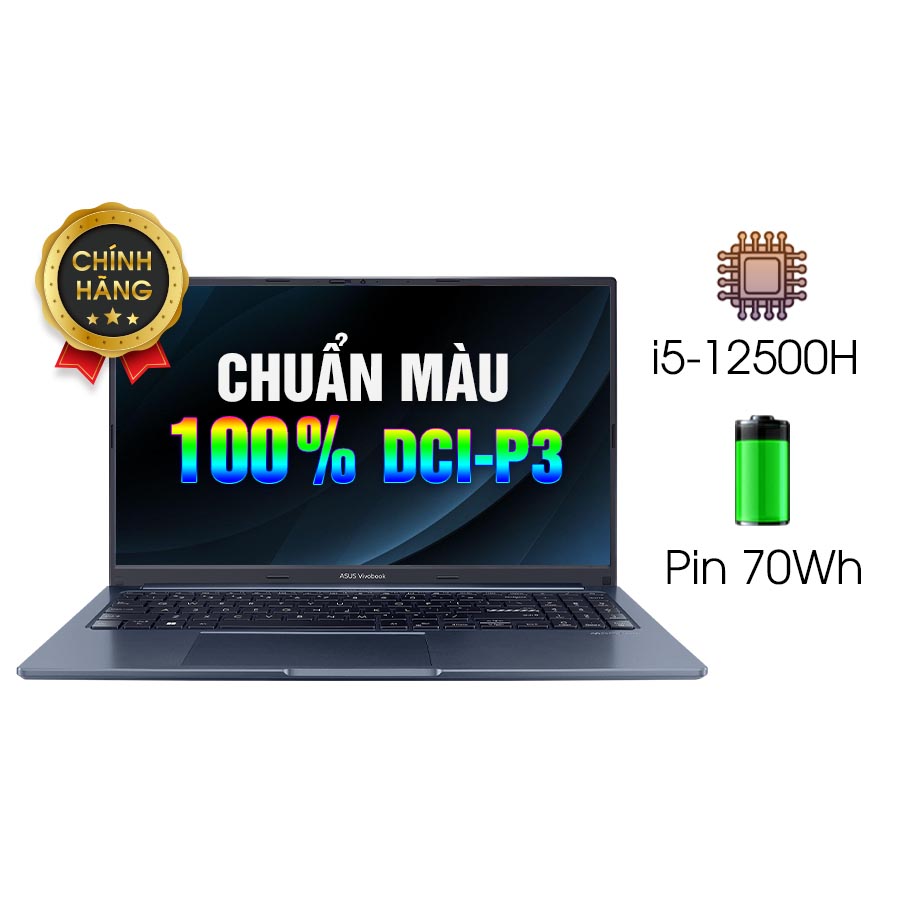 CHÍNH
HÃNG
CHUẨN MÀU
100% DCI-P3
ASUS Vivobook
i5-12500H
Pin 70Wh